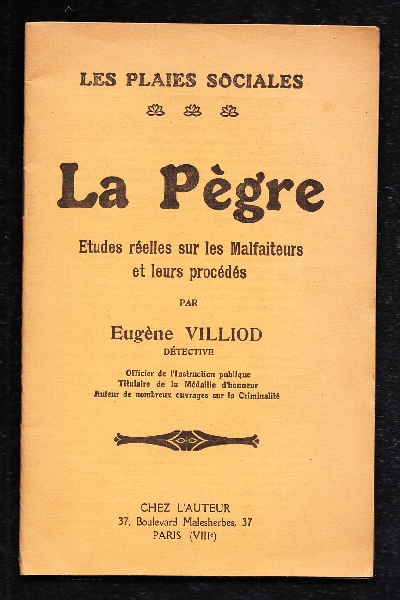 LES PLAIES SOCIALES
La Pègre
Etudes réelles sur les Malfaiteurs
et leurs procédés
PAR
Eugène VILLIOD
DÉTECTIVE
Officier de l'Instruction publique
Titulaire de la Médaille d'honneur
Auteur de nombreux ouvrages sur la Criminalité
CHEZ L'AUTEUR
37, Boulevard Malesherbes, 37
PARIS (VIIIe)